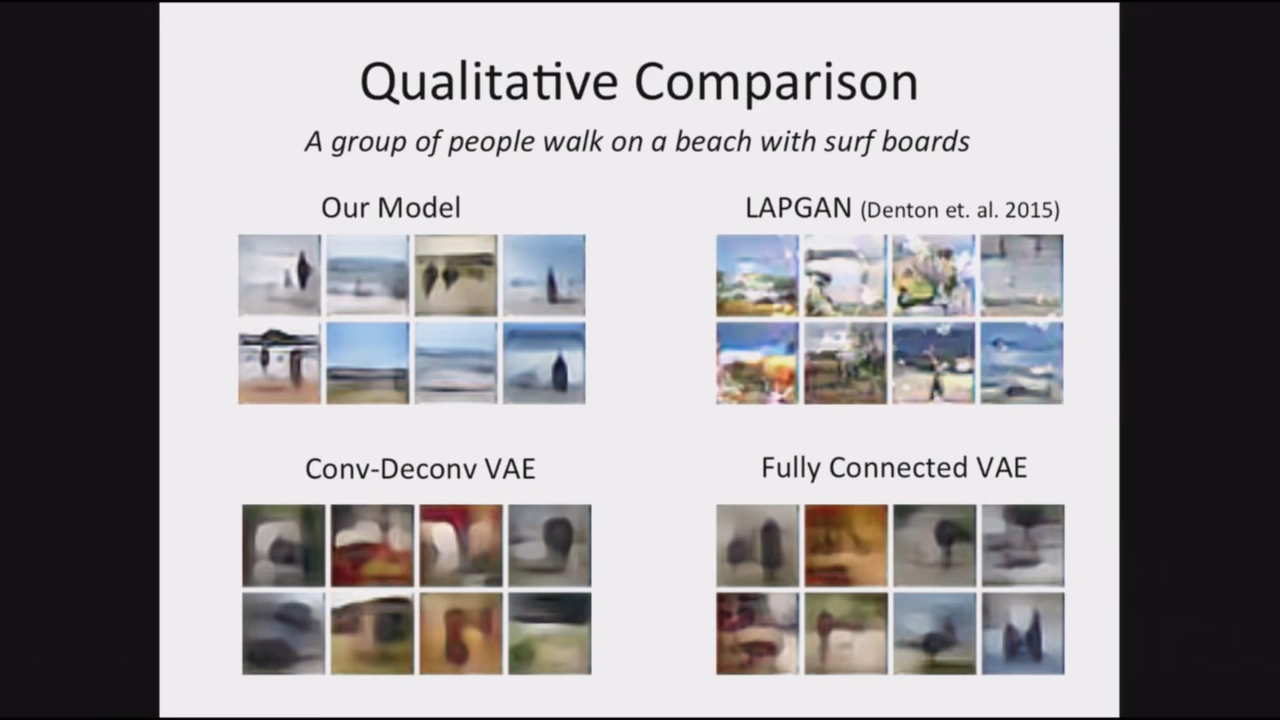 Qualitative Comparison
A group of people walk on a beach with surf boards
Our Model
LAPGAN (Denton et. al. 2015)
Conv-Deconv VAE
Fully Connected VAE